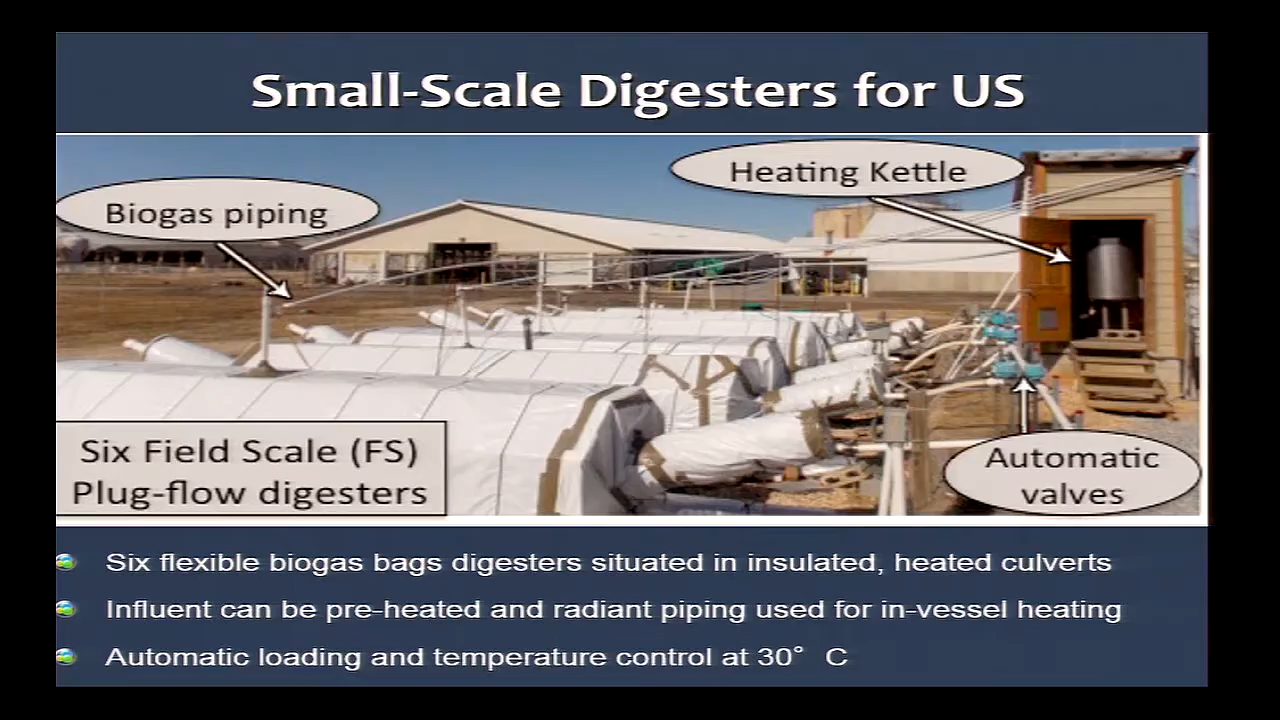 Small-Scale Digesters for US
Biogas piping
Heating Kettle
Six Field Scale (FS)
Plug-flow digesters
Automatic
valves
Six flexible biogas bags digesters situated in insulated, heated culverts
Influent can be pre-heated and radiant piping used for in-vessel heating
Automatic loading and temperature control at 30° C